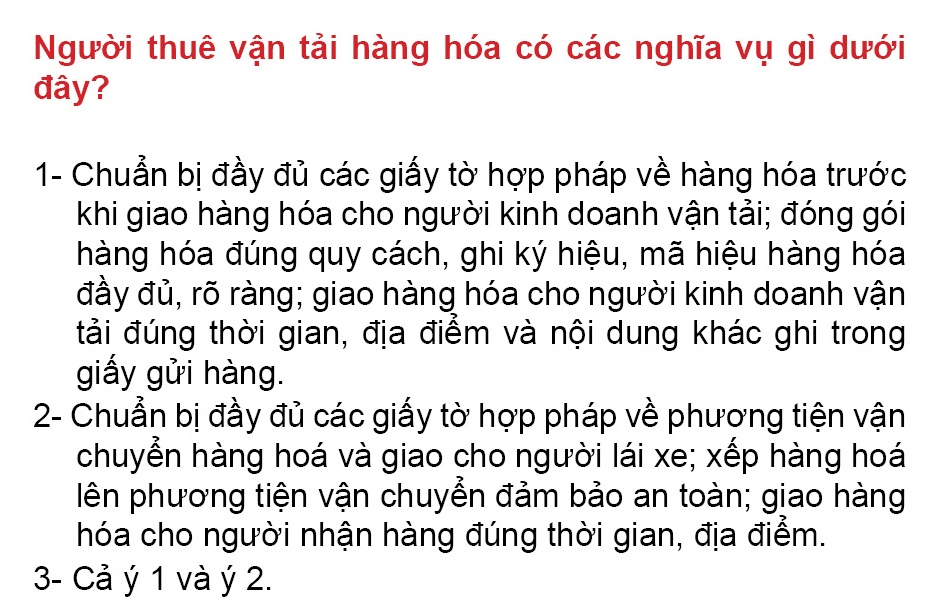 Người thuê vận tải hàng hóa có các nghĩa vụ gì dưới
đây?
1- Chuẩn bị đầy đủ các giấy tờ hợp pháp về hàng hóa trước
khi giao hàng hóa cho người kinh doanh vận tải; đóng gói
hàng hóa đúng quy cách, ghi ký hiệu, mã hiệu hàng hóa
đầy đủ, rõ ràng; giao hàng hóa cho người kinh doanh vận
tải đúng thời gian, địa điểm và nội dung khác ghi trong
giấy gửi hàng.
2- Chuẩn bị đầy đủ các giấy tờ hợp pháp về phương tiện vận
chuyển hàng hoá và giao cho người lái xe; xếp hàng hoá
lên phương tiện vận chuyển đảm bảo an toàn; giao hàng
hóa cho người nhận hàng đúng thời gian, địa điểm.
3- Cả ý 1 và ý 2.